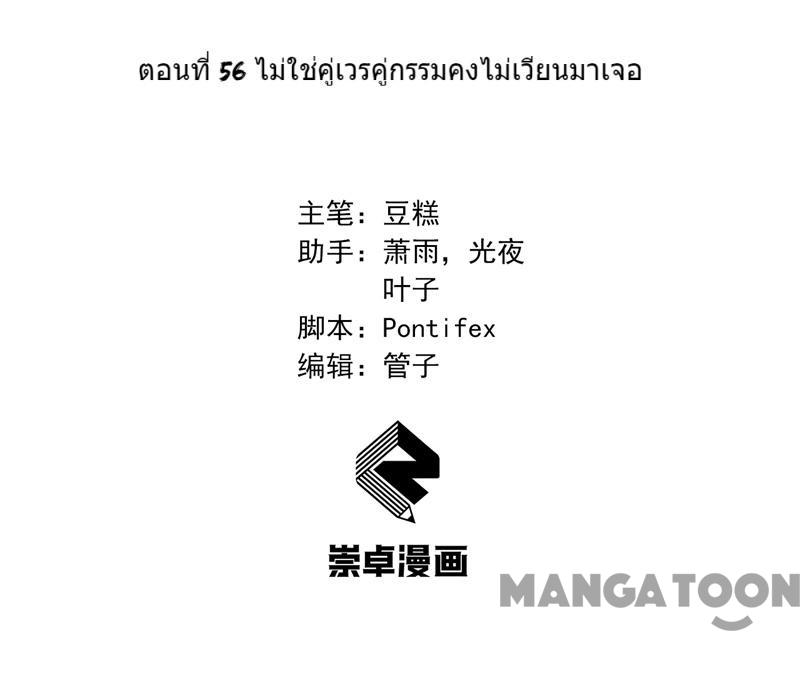 ตอนที่ 56 ไม่ใช่คู่เวรคู่กรรมคงไม่เวียนมาเจอ
主笔：豆糕
助手：萧雨，光夜
叶子
脚本：Pontifex
编辑：管子
崇卓漫画
MANGATOON